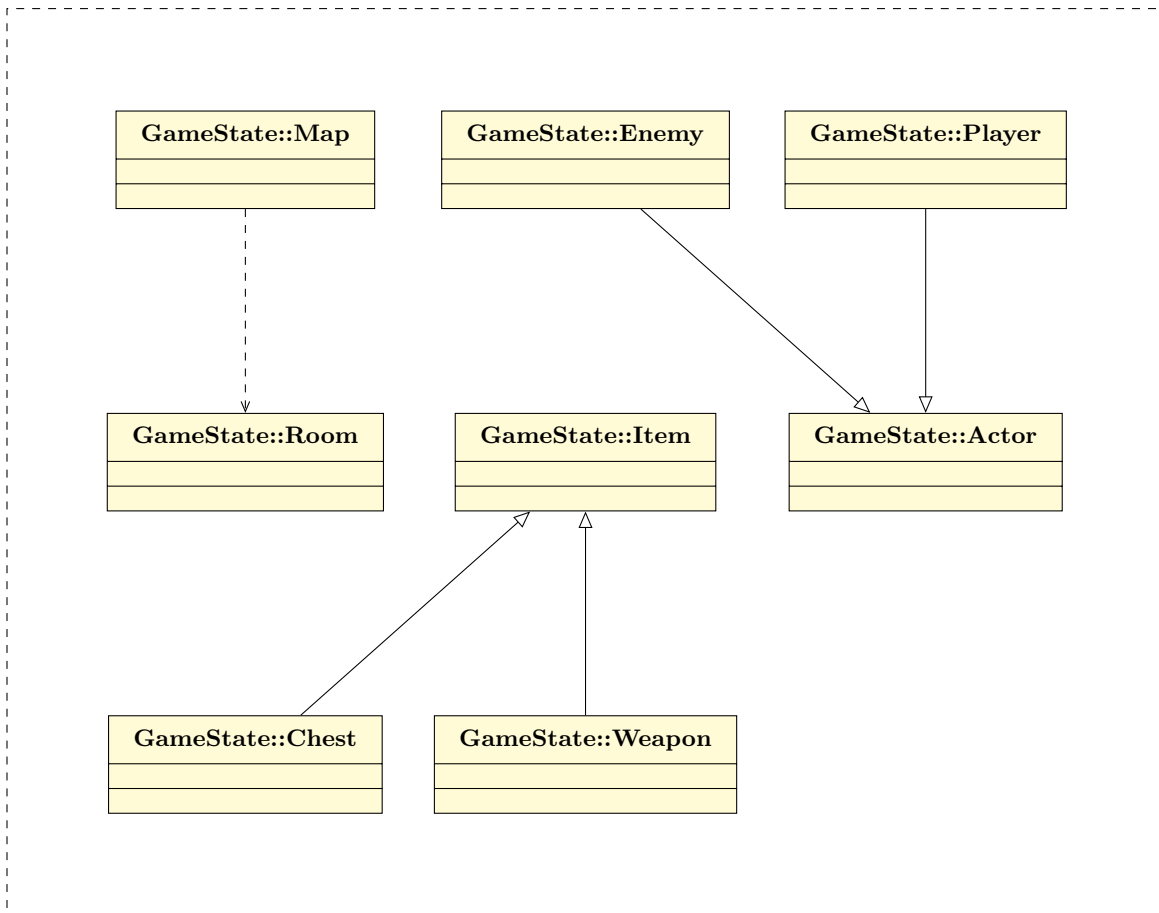 GameState::Map
GameState::Enemy
GameState::Player
GameState::Room
GameState::Item
GameState::Actor
GameState::Chest
GameState::Weapon